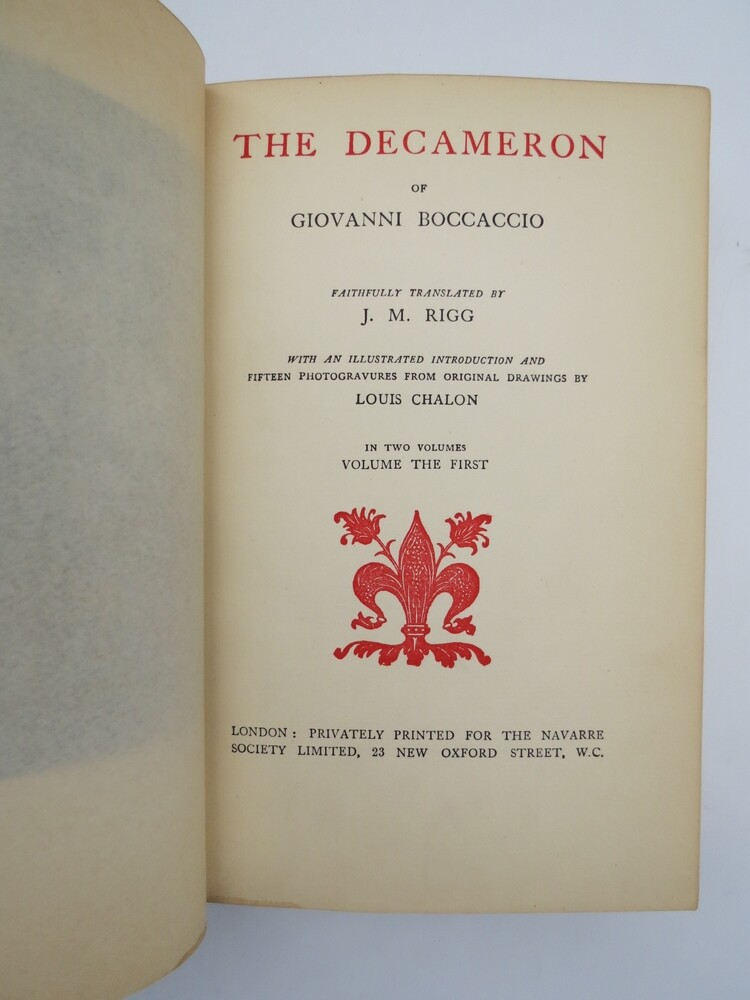 THE DECAMERON
OF
GIOVANNI BOCCACCIO
FAITHFULLY TRANSLATED BY
J. M. RIGG
WITH AN ILLUSTRATED INTRODUCTION AND
FIFTEEN PHOTOGRAVURES FROM ORIGINAL DRAWINGS BY
LOUIS CHALON
IN TWO VOLUMES
VOLUME THE FIRST
LONDON: PRIVATELY PRINTED FOR THE NAVARRE
SOCIETY LIMITED, 23 NEW OXFORD STREET, W.C.